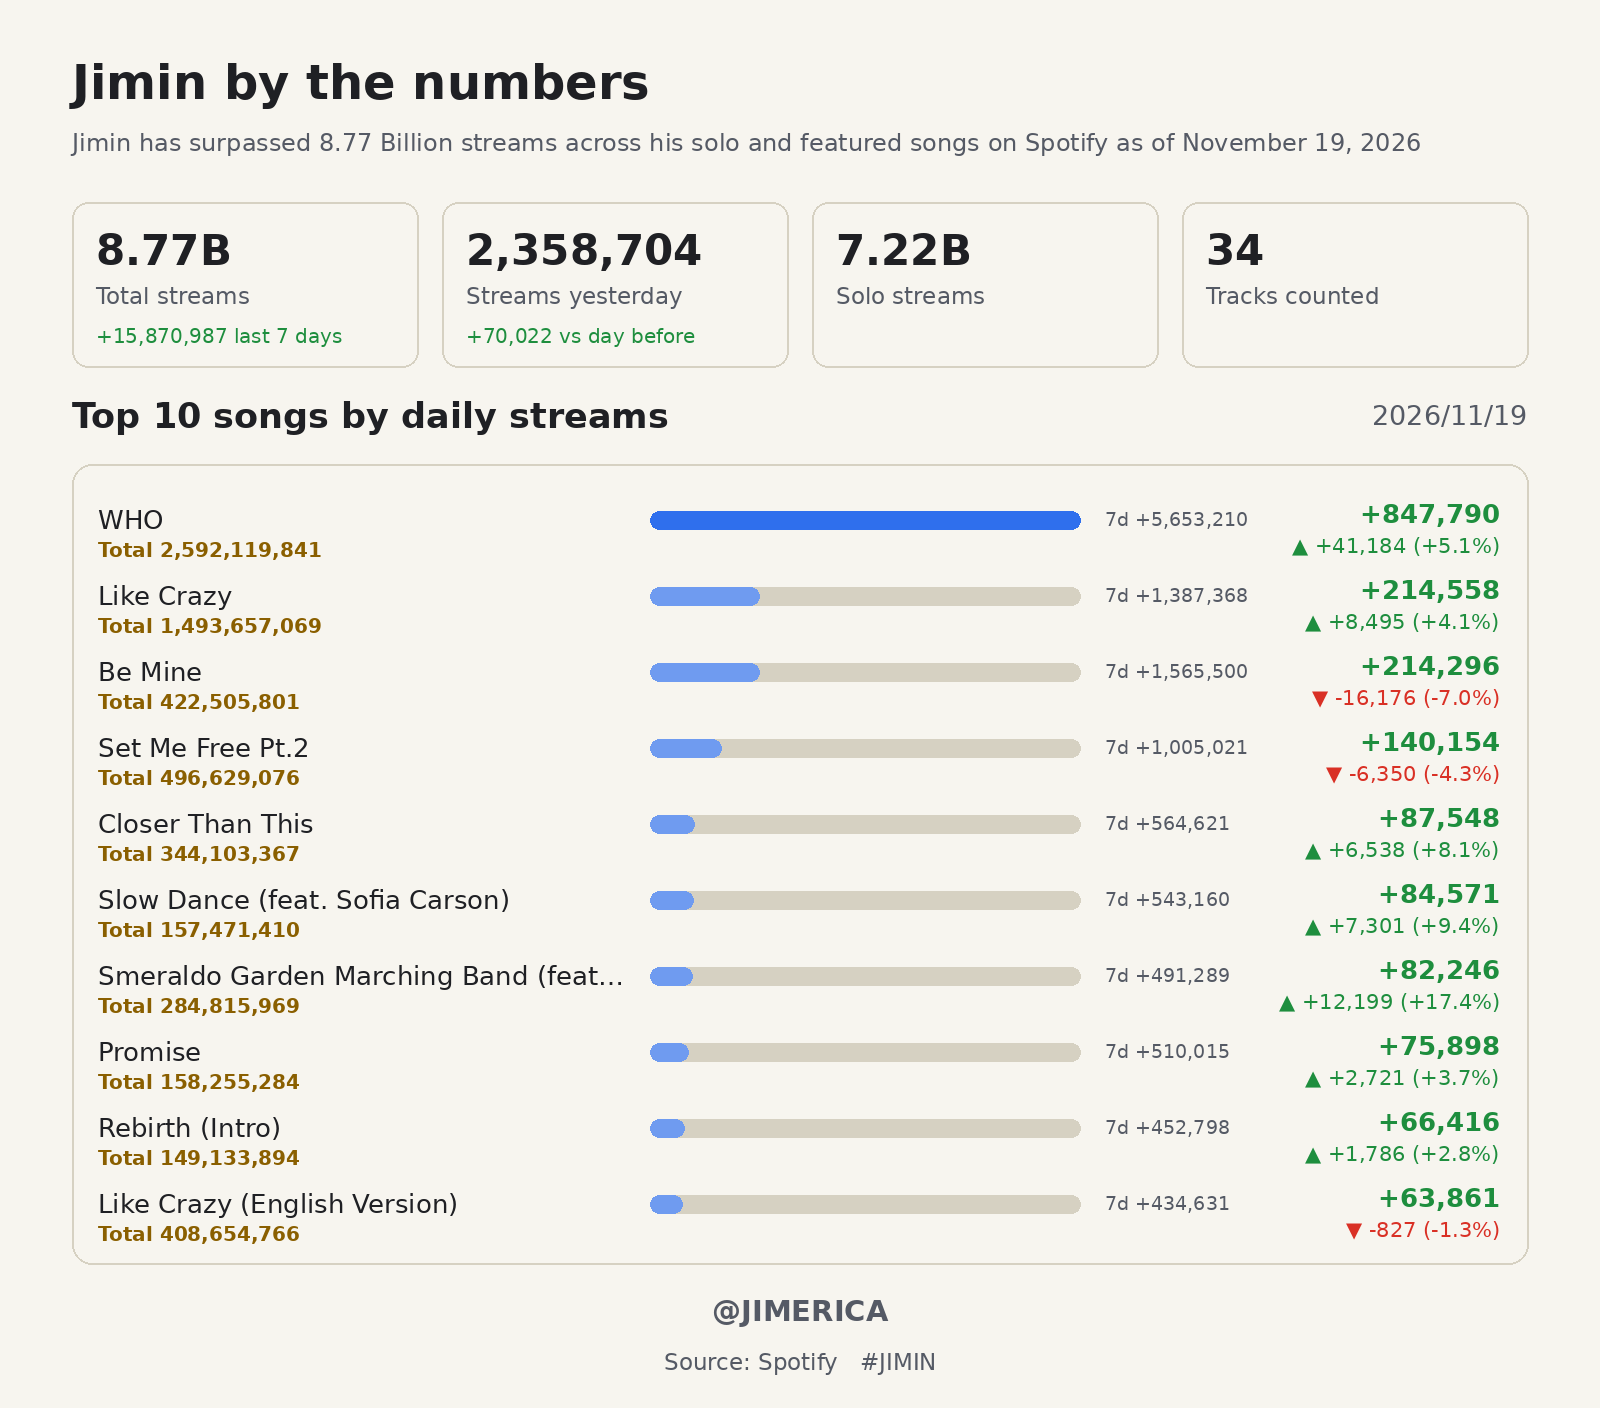 Jimin by the numbers
Jimin has surpassed 8.77 Billion streams across his solo and featured songs on Spotify as of November 19, 2026
8.77B
Total streams
+15,870,987 last 7 days
2,358,704
Streams yesterday
+70,022 vs day before
7.22B
Solo streams
34
Tracks counted
Top 10 songs by daily streams
2026/11/19
WHO
Total 2,592,119,841
7d +5,653,210
+847,790
▲ +41,184 (+5.1%)
Like Crazy
Total 1,493,657,069
7d +1,387,368
+214,558
▲ +8,495 (+4.1%)
Be Mine
Total 422,505,801
7d +1,565,500
+214,296
▼ -16,176 (-7.0%)
Set Me Free Pt.2
Total 496,629,076
7d +1,005,021
+140,154
▼ -6,350 (-4.3%)
Closer Than This
Total 344,103,367
7d +564,621
+87,548
▲ +6,538 (+8.1%)
Slow Dance (feat. Sofia Carson)
Total 157,471,410
7d +543,160
+84,571
▲ +7,301 (+9.4%)
Smeraldo Garden Marching Band (feat...
Total 284,815,969
7d +491,289
+82,246
▲ +12,199 (+17.4%)
Promise
Total 158,255,284
7d +510,015
+75,898
▲ +2,721 (+3.7%)
Rebirth (Intro)
Total 149,133,894
7d +452,798
+66,416
▲ +1,786 (+2.8%)
Like Crazy (English Version)
Total 408,654,766
7d +434,631
+63,861
▼ -827 (-1.3%)
@JIMERICA
Source: Spotify #JIMIN